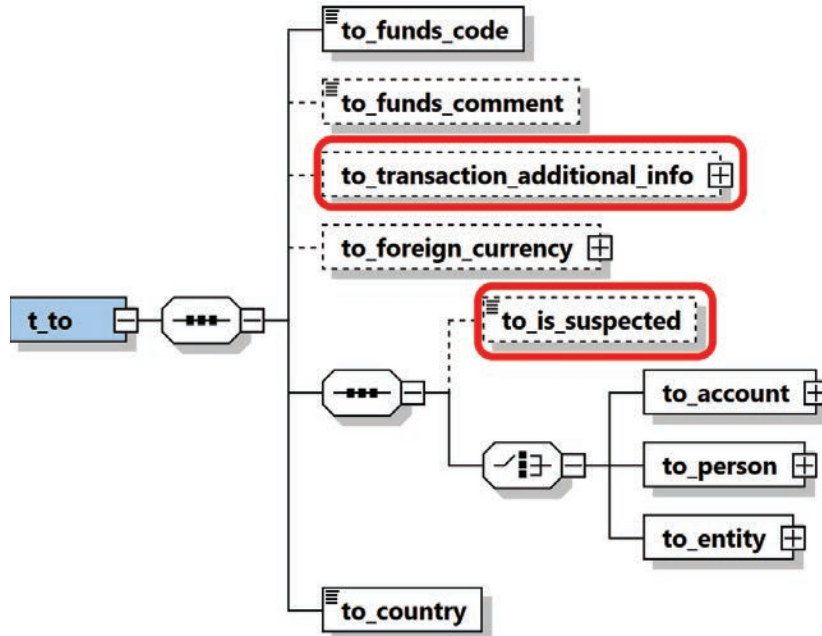 to_funds_code
to_funds_comment
to_transaction_additional_info
to_foreign_currency
t_to
to_is_suspected
to_account
to_person
to_entity
to_country